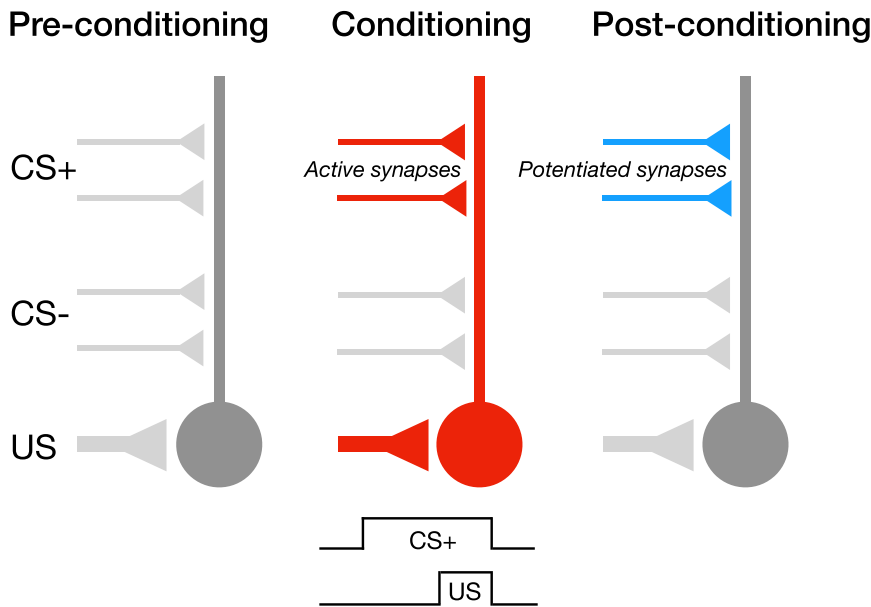 Pre-conditioning
Conditioning
Post-conditioning
CS+
Active synapses
Potentiated synapses
CS-
US
CS+
US